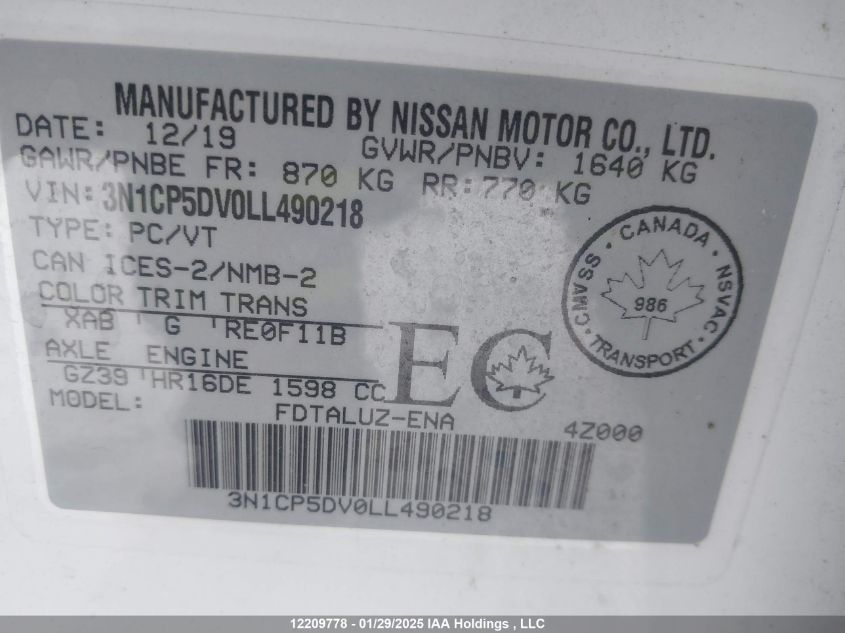 MANUFACTURED BY NISSAN MOTOR CO., LTD.
DATE: 12/19 GVWR/PNBV: 1640 KG
GAWR/PNBE FR: 870 KG RR: 770 KG
VIN: 3N1CP5DV0LL490218
TYPE: PC/VT
CAN ICES-2/NMB-2
COLOR TRIM TRANS
XAB G RE0F11B
AXLE ENGINE
GZ39 HR16DE 1598 CC
MODEL: FDTALUZ-ENA
4Z000
EC
CANADA · NSVAC · TRANSPORT · CMVSS ·
986
3N1CP5DV0LL490218
12209778 - 01/29/2025 IAA Holdings , LLC